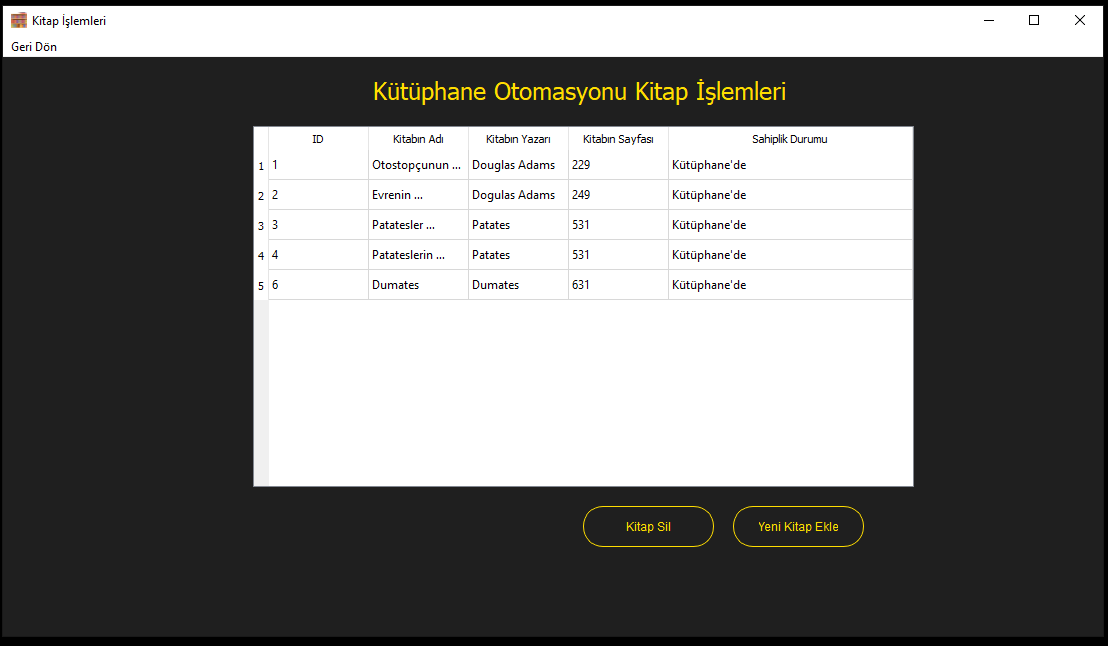 Kitap İşlemleri
Geri Dön
Kütüphane Otomasyonu Kitap İşlemleri
ID Kitabın Adı Kitabın Yazarı Kitabın Sayfası Sahiplik Durumu
1 1 Otostopçunun ... Douglas Adams 229 Kütüphane'de
2 2 Evrenin ... Dogulas Adams 249 Kütüphane'de
3 3 Patatesler ... Patates 531 Kütüphane'de
4 4 Patateslerin ... Patates 531 Kütüphane'de
5 6 Dumates Dumates 631 Kütüphane'de
Kitap Sil Yeni Kitap Ekle